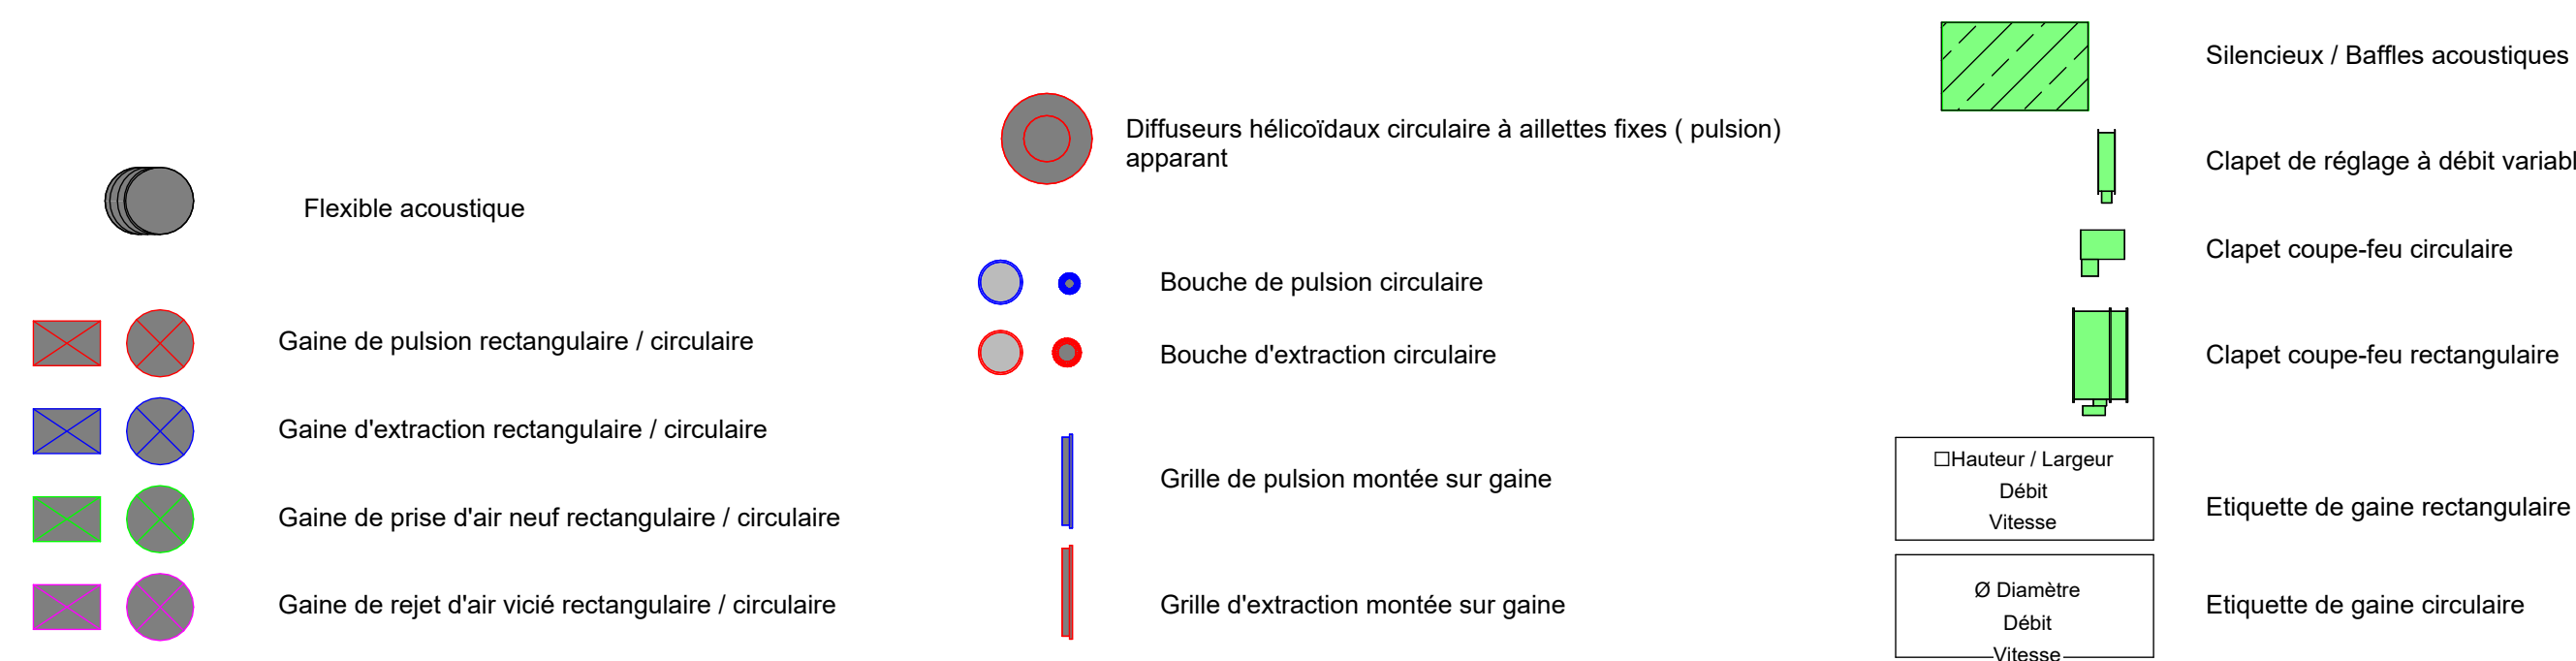 Flexible acoustique
Gaine de pulsion rectangulaire / circulaire
Gaine d'extraction rectangulaire / circulaire
Gaine de prise d'air neuf rectangulaire / circulaire
Gaine de rejet d'air vicié rectangulaire / circulaire
Diffuseurs hélicoïdaux circulaire à aillettes fixes ( pulsion)
apparant
Bouche de pulsion circulaire
Bouche d'extraction circulaire
Grille de pulsion montée sur gaine
Grille d'extraction montée sur gaine
Silencieux / Baffles acoustiques
Clapet de réglage à débit variabl
Clapet coupe-feu circulaire
Clapet coupe-feu rectangulaire
☐Hauteur / Largeur
Débit
Vitesse
Etiquette de gaine rectangulaire
Ø Diamètre
Débit
Vitesse
Etiquette de gaine circulaire